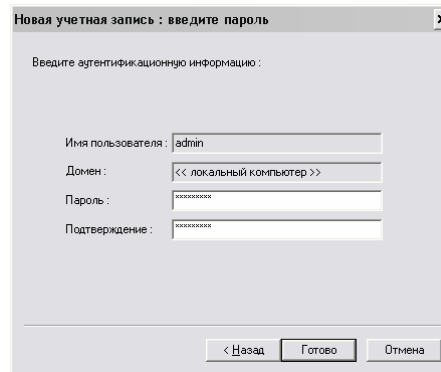 Новая учетная запись : введите пароль
Введите аутентификационную информацию :
Имя пользователя : admin
Домен : << локальный компьютер >>
Пароль : *********
Подтверждение : *********
< Назад Готово Отмена